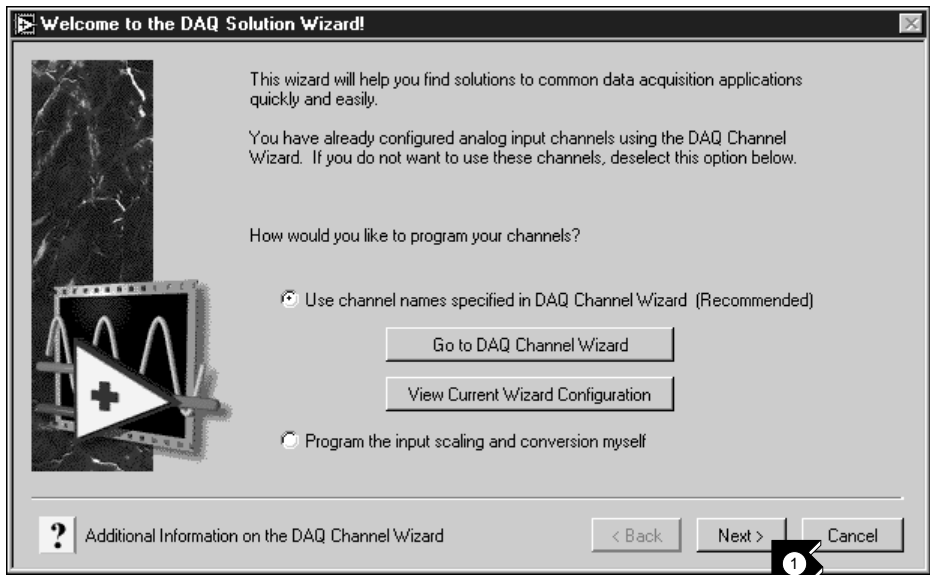 Welcome to the DAQ Solution Wizard!
This wizard will help you find solutions to common data acquisition applications
quickly and easily.
You have already configured analog input channels using the DAQ Channel
Wizard.  If you do not want to use these channels, deselect this option below.
How would you like to program your channels?
Use channel names specified in DAQ Channel Wizard  (Recommended)
Go to DAQ Channel Wizard
View Current Wizard Configuration
Program the input scaling and conversion myself
? Additional Information on the DAQ Channel Wizard
< Back Next > Cancel
1